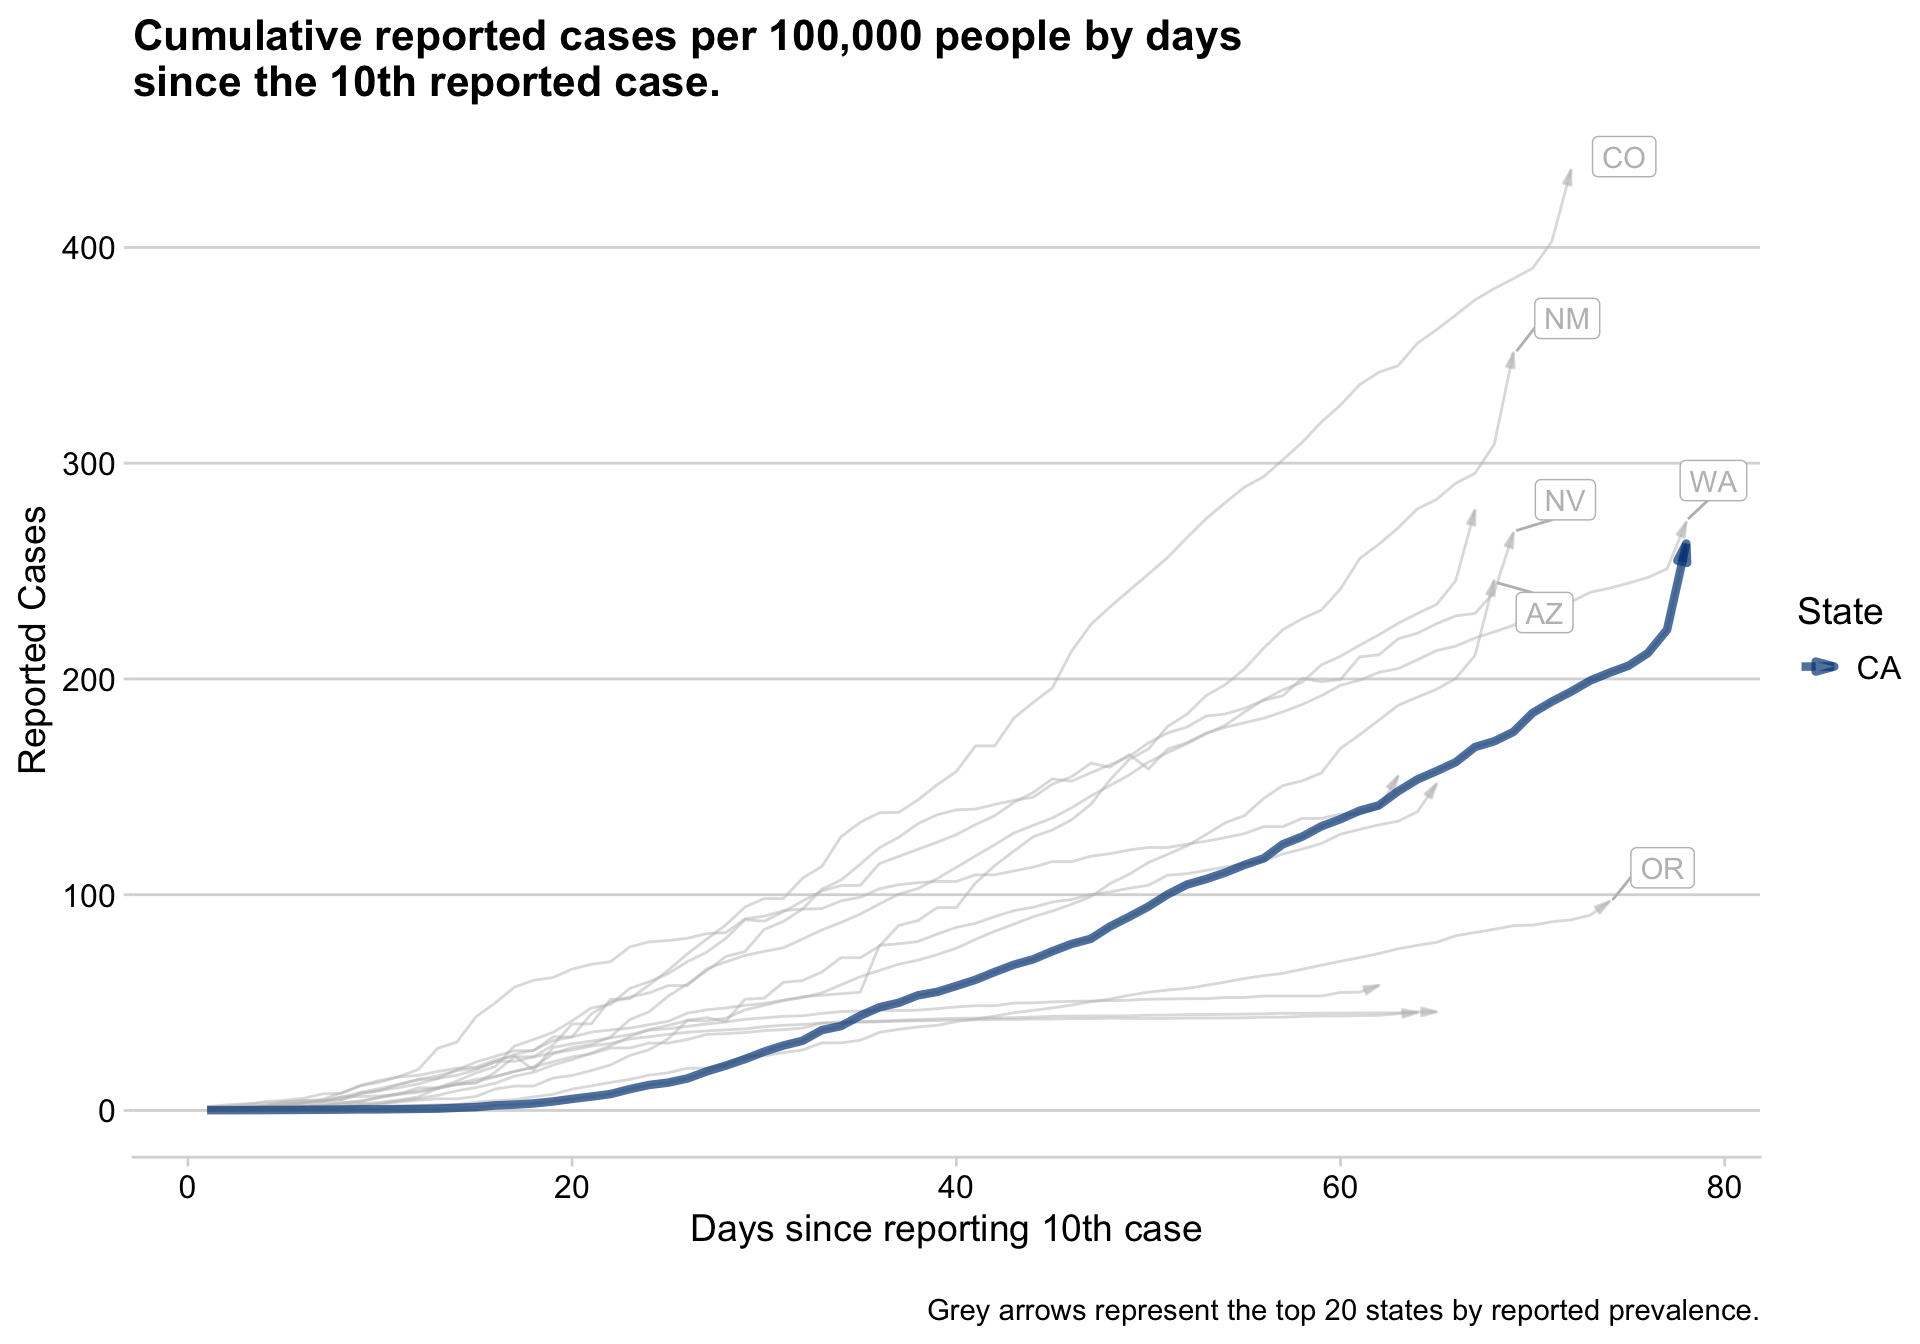 Cumulative reported cases per 100,000 people by days
since the 10th reported case.
CO
400
NM
300
WA
NV
Reported Cases
AZ
State
CA
200
OR
100
0
0 20 40 60 80
Days since reporting 10th case
Grey arrows represent the top 20 states by reported prevalence.